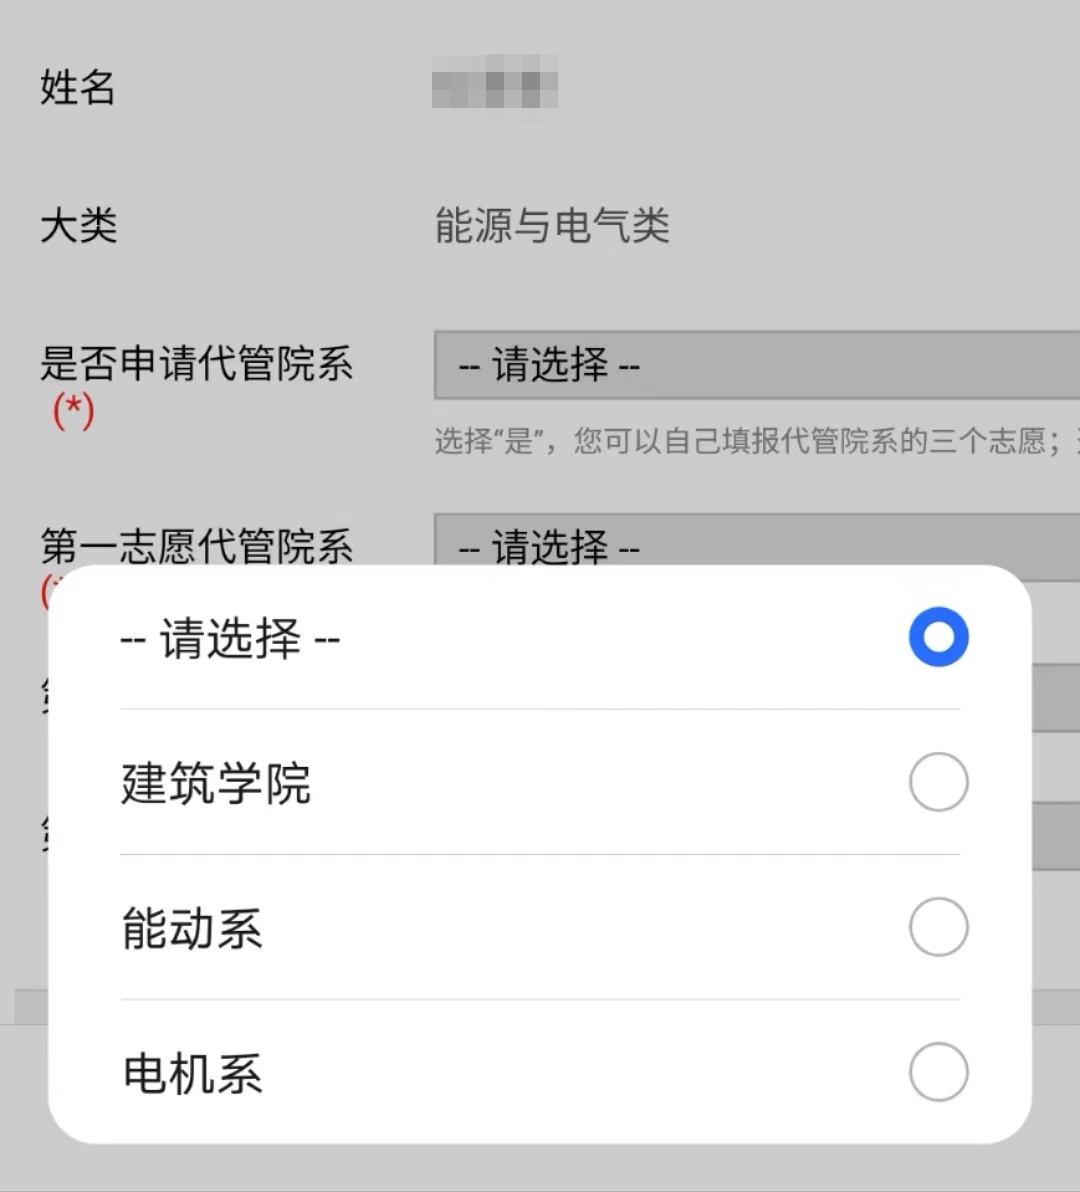 姓名
大类 能源与电气类
是否申请代管院系 -- 请选择 --
(*)
选择“是”，您可以自己填报代管院系的三个志愿；
第一志愿代管院系 -- 请选择 --
-- 请选择 --
建筑学院
能动系
电机系